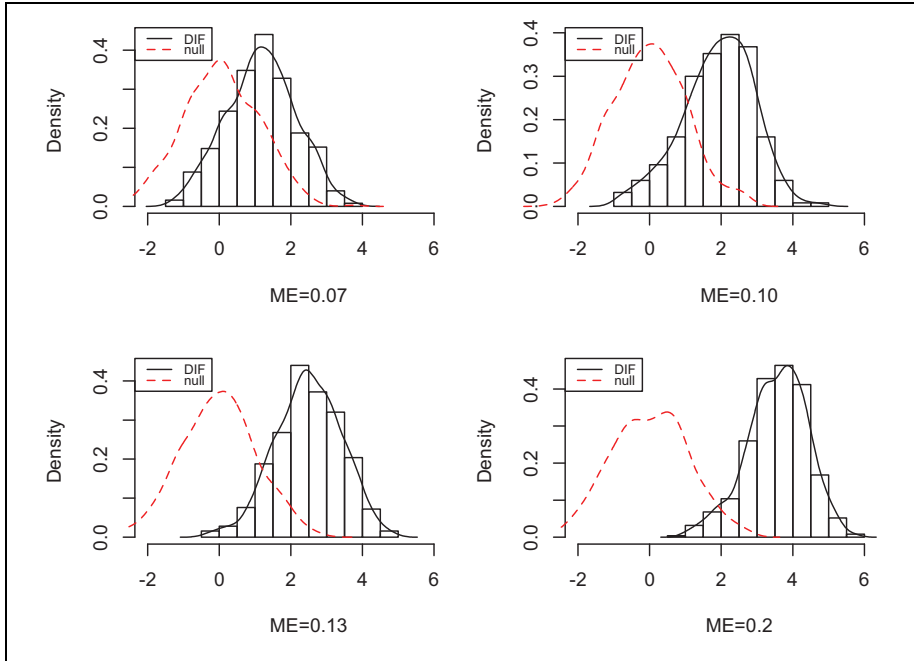 DIF
null
Density
0.0 0.2 0.4
-2 0 2 4 6
ME=0.07
DIF
null
Density
0.0 0.1 0.2 0.3 0.4
-2 0 2 4 6
ME=0.10
DIF
null
Density
0.0 0.2 0.4
-2 0 2 4 6
ME=0.13
DIF
null
Density
0.0 0.2 0.4
-2 0 2 4 6
ME=0.2